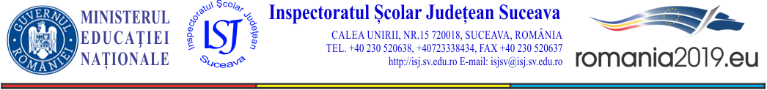 GUVERNUL ROMÂNIEI
MINISTERUL
EDUCAȚIEI
NAȚIONALE
Inspectoratul Școlar Județean
ISJ
Suceava
Inspectoratul Școlar Județean Suceava
CALEA UNIRII, NR.15 720018, SUCEAVA, ROMÂNIA
TEL. +40 230 520638, +40723338434, FAX +40 230 520637
http://isj.sv.edu.ro E-mail: isjsv@isj.sv.edu.ro
romania2019.eu